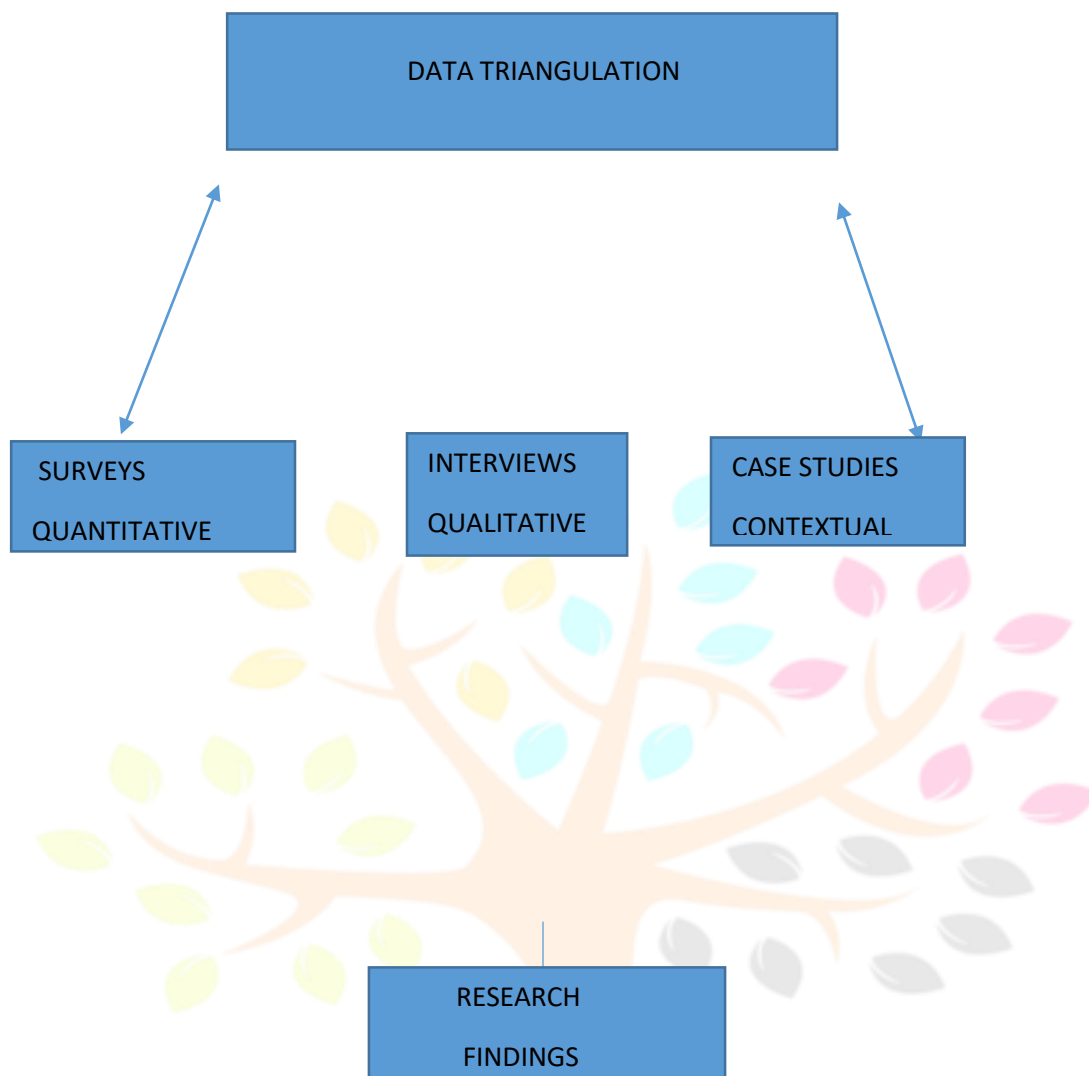 DATA TRIANGULATION
SURVEYS
QUANTITATIVE
INTERVIEWS
QUALITATIVE
CASE STUDIES
CONTEXTUAL
RESEARCH
FINDINGS